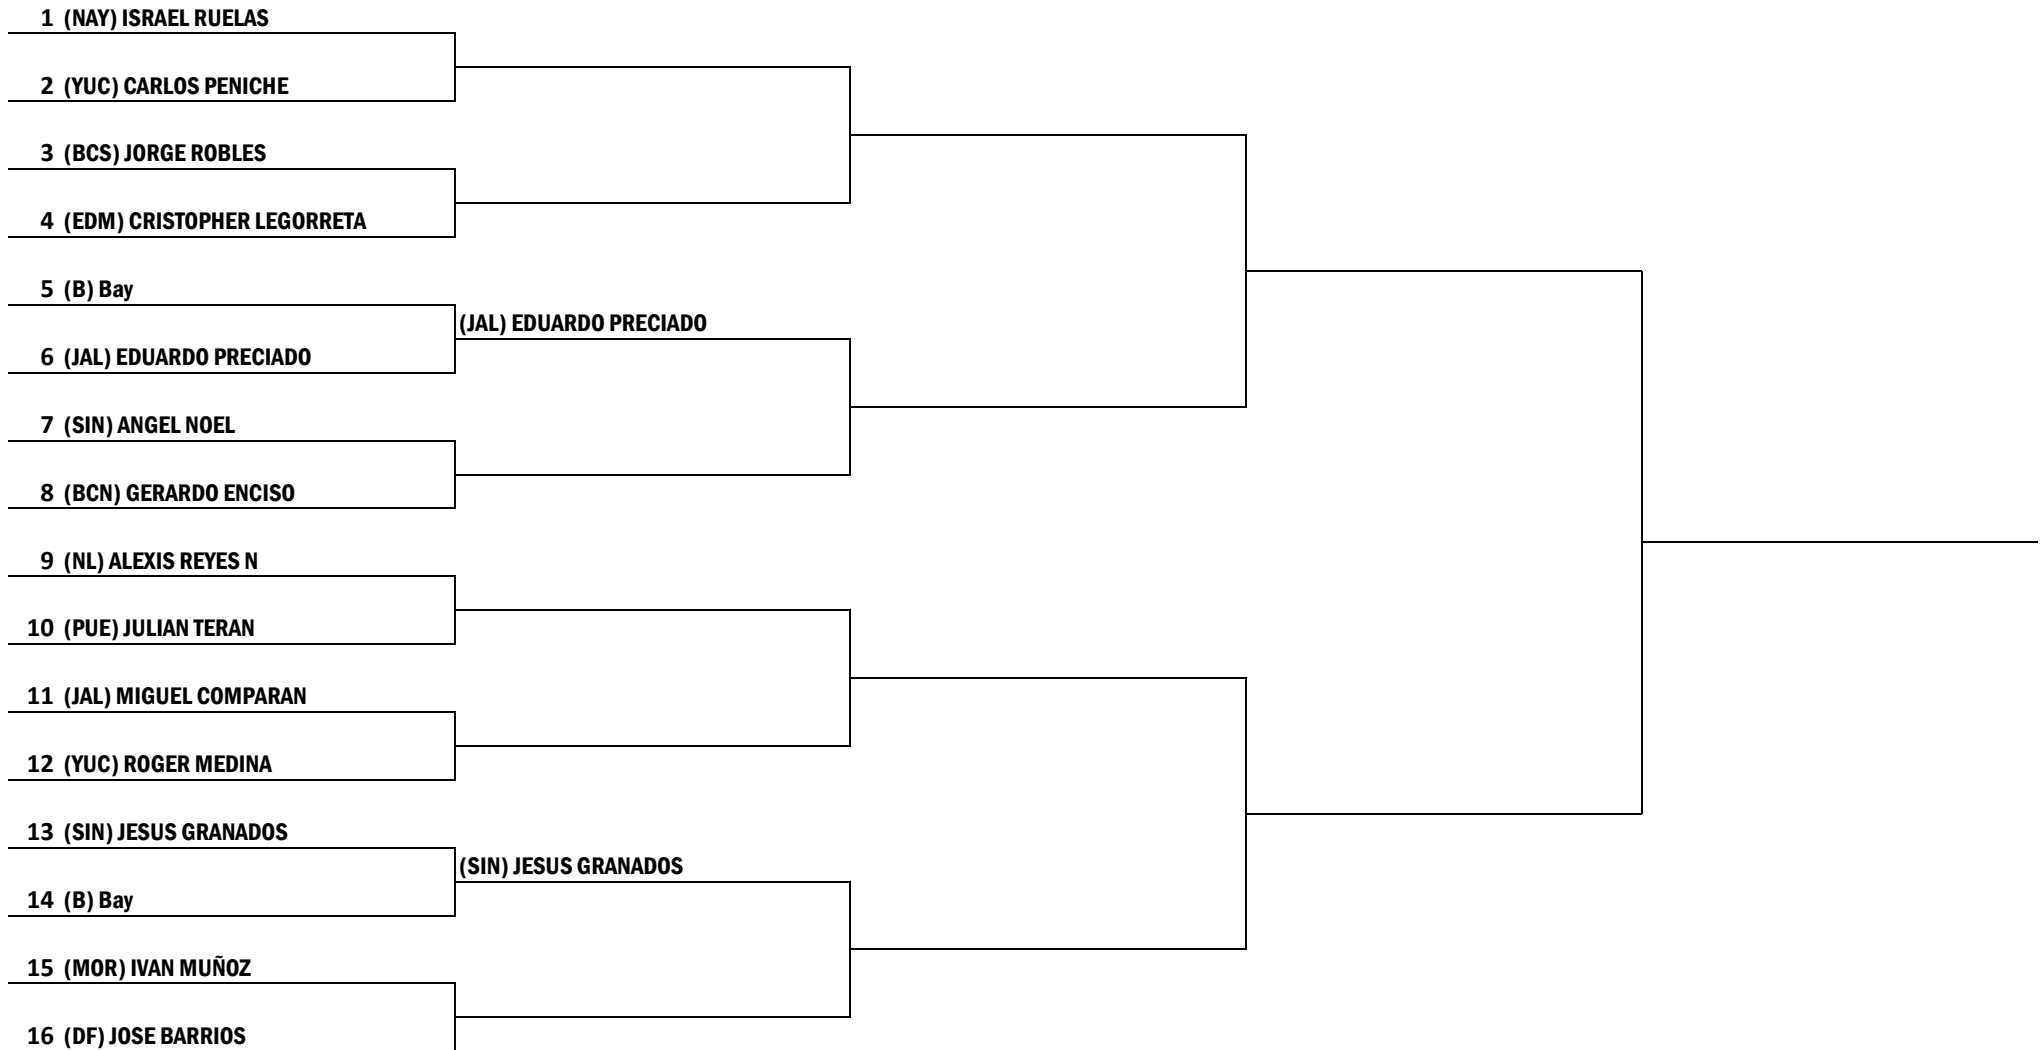 1 (NAY) ISRAEL RUELAS
2 (YUC) CARLOS PENICHE
3 (BCS) JORGE ROBLES
4 (EDM) CRISTOPHER LEGORRETA
5 (B) Bay
(JAL) EDUARDO PRECIADO
6 (JAL) EDUARDO PRECIADO
7 (SIN) ANGEL NOEL
8 (BCN) GERARDO ENCISO
9 (NL) ALEXIS REYES N
10 (PUE) JULIAN TERAN
11 (JAL) MIGUEL COMPARAN
12 (YUC) ROGER MEDINA
13 (SIN) JESUS GRANADOS
(SIN) JESUS GRANADOS
14 (B) Bay
15 (MOR) IVAN MUÑOZ
16 (DF) JOSE BARRIOS